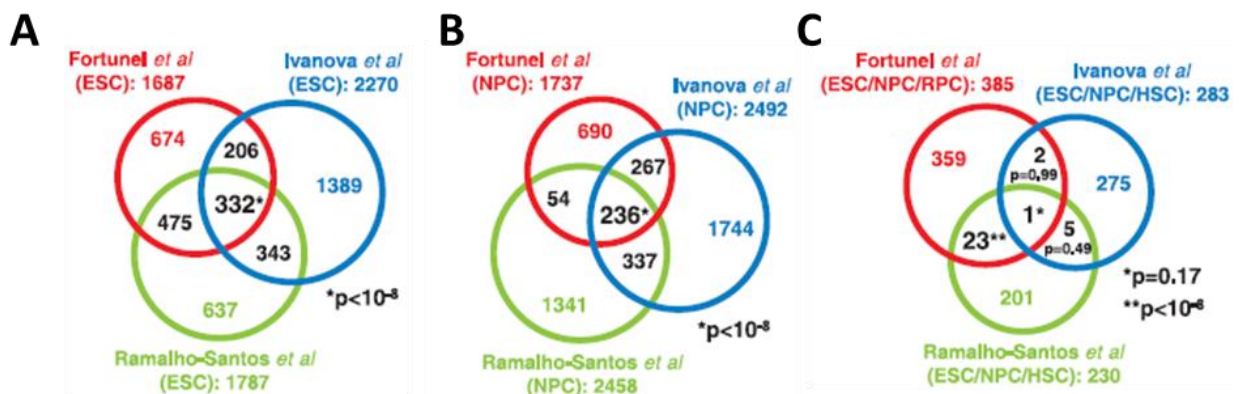 A
Fortunel et al
(ESC): 1687
Ivanova et al
(ESC): 2270
674
206
1389
332*
475
343
637
*p<10-8
Ramalho-Santos et al
(ESC): 1787
B
Fortunel et al
(NPC): 1737
Ivanova et al
(NPC): 2492
690
267
54
236*
1744
337
1341
*p<10-8
Ramalho-Santos et al
(NPC): 2458
C
Fortunel et al
(ESC/NPC/RPC): 385
Ivanova et al
(ESC/NPC/HSC): 283
359
2
p=0.99
275
1*
23**
5
p=0.49
201
*p=0.17
**p<10-8
Ramalho-Santos et al
(ESC/NPC/HSC): 230